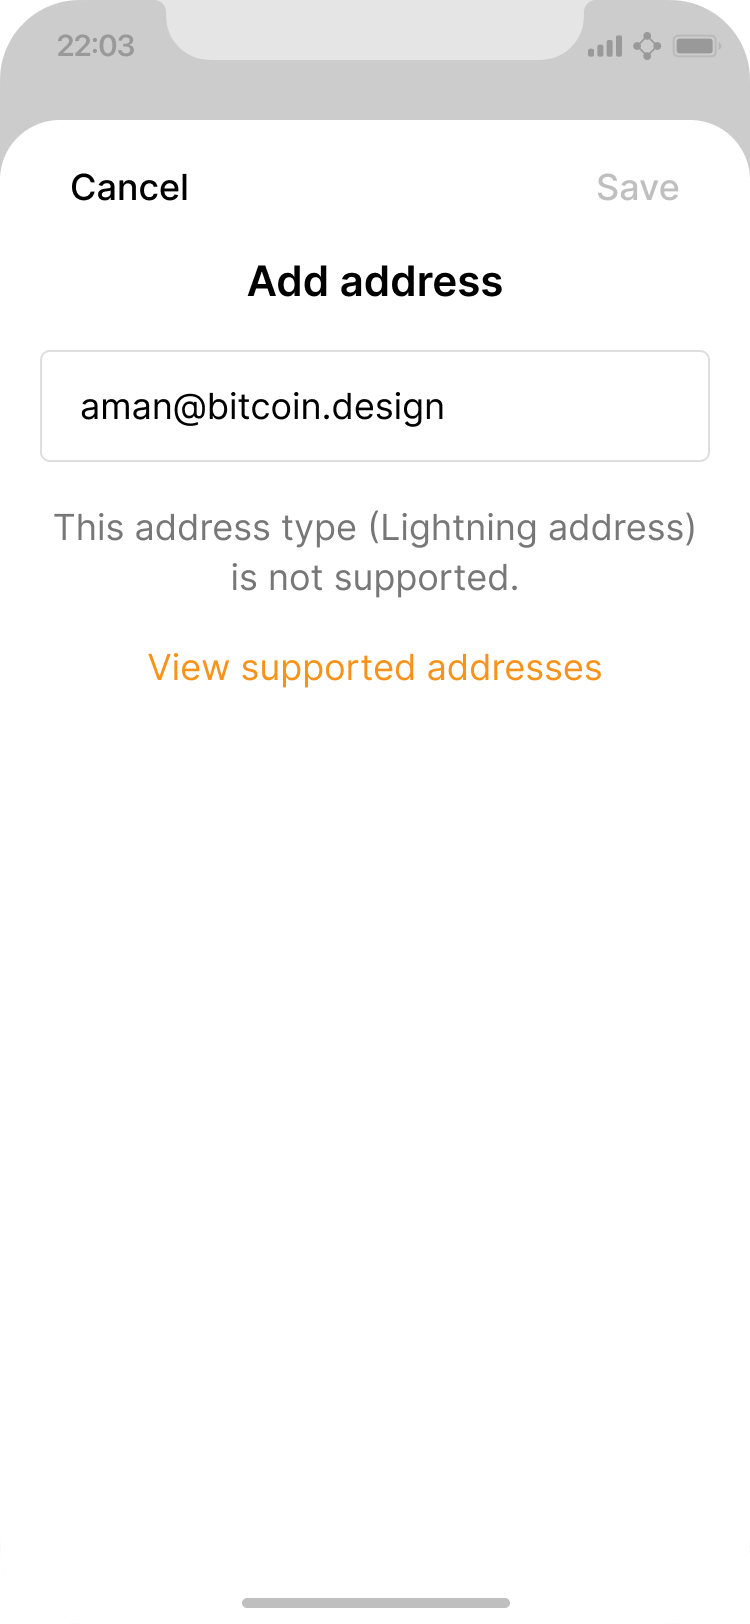 22:03
Cancel
Save
Add address
aman@bitcoin.design
This address type (Lightning address)
is not supported.
View supported addresses